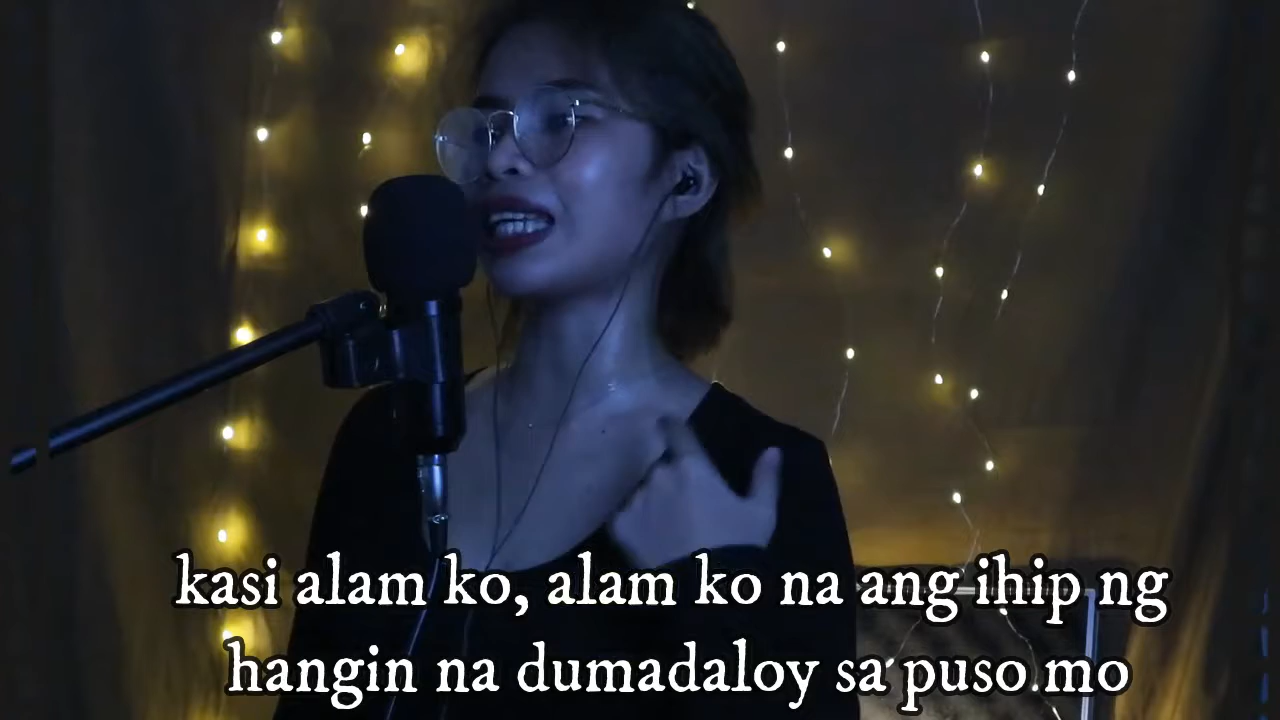 kasi alam ko, alam ko na ang ihip ng
hangin na dumadaloy sa puso mo